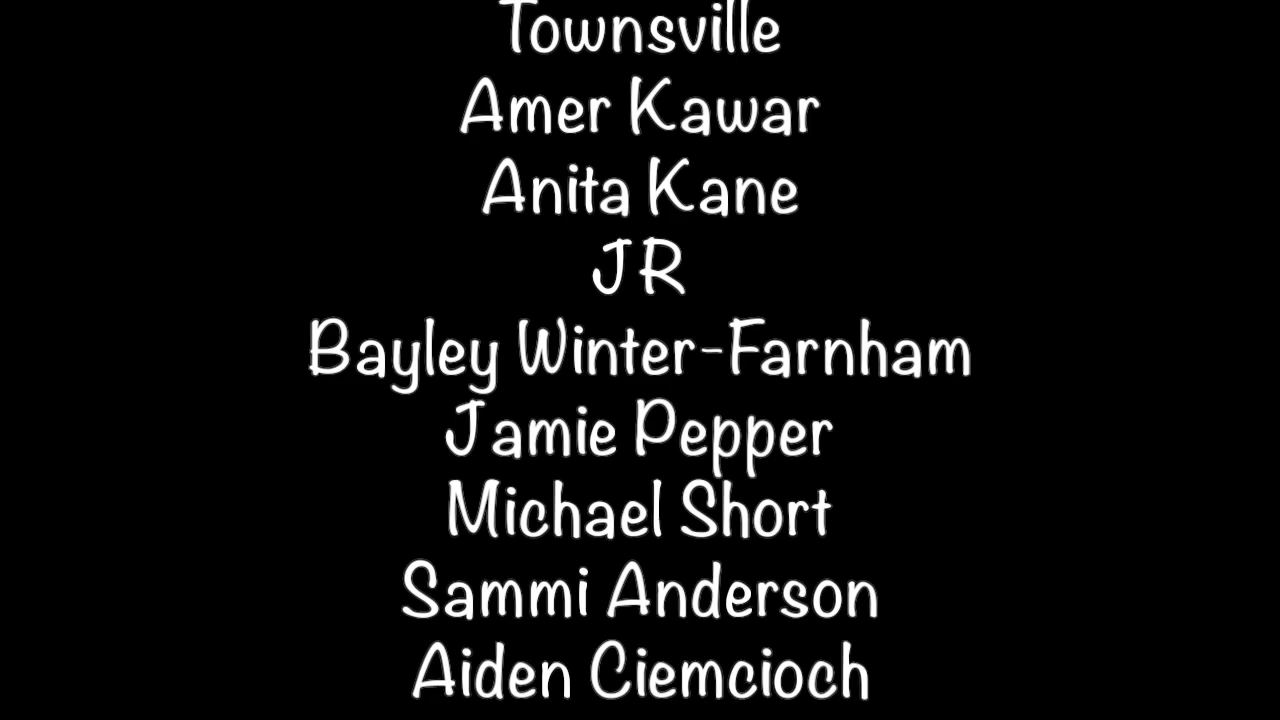 Townsville
Amer Kawar
Anita Kane
JR
Bayley Winter-Farnham
Jamie Pepper
Michael Short
Sammi Anderson
Aiden Ciemcioch